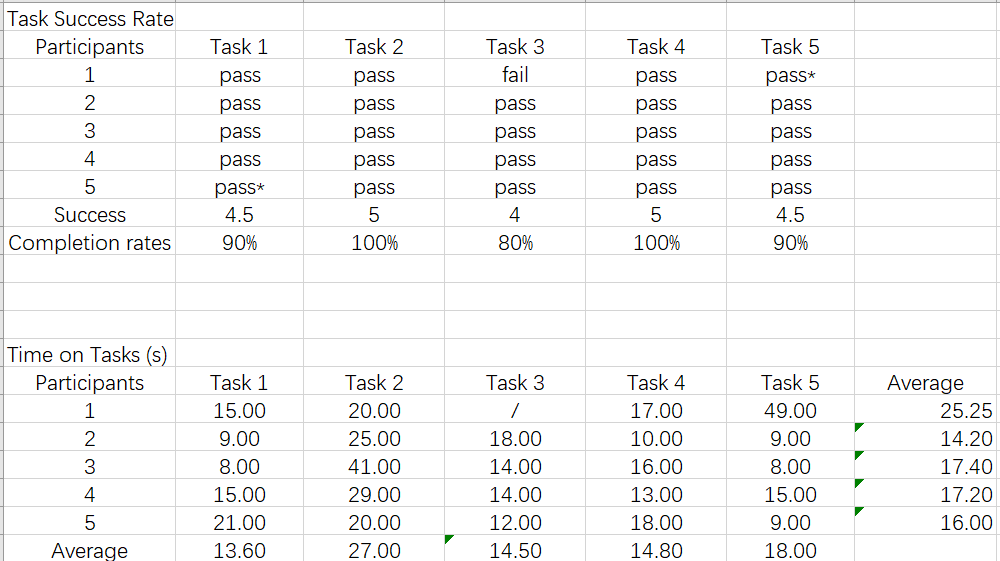 Task Success Rate
Participants Task 1 Task 2 Task 3 Task 4 Task 5
1 pass pass fail pass pass*
2 pass pass pass pass pass
3 pass pass pass pass pass
4 pass pass pass pass pass
5 pass* pass pass pass pass
Success 4.5 5 4 5 4.5
Completion rates 90% 100% 80% 100% 90%
Time on Tasks (s)
Participants Task 1 Task 2 Task 3 Task 4 Task 5 Average
1 15.00 20.00 / 17.00 49.00 25.25
2 9.00 25.00 18.00 10.00 9.00 14.20
3 8.00 41.00 14.00 16.00 8.00 17.40
4 15.00 29.00 14.00 13.00 15.00 17.20
5 21.00 20.00 12.00 18.00 9.00 16.00
Average 13.60 27.00 14.50 14.80 18.00